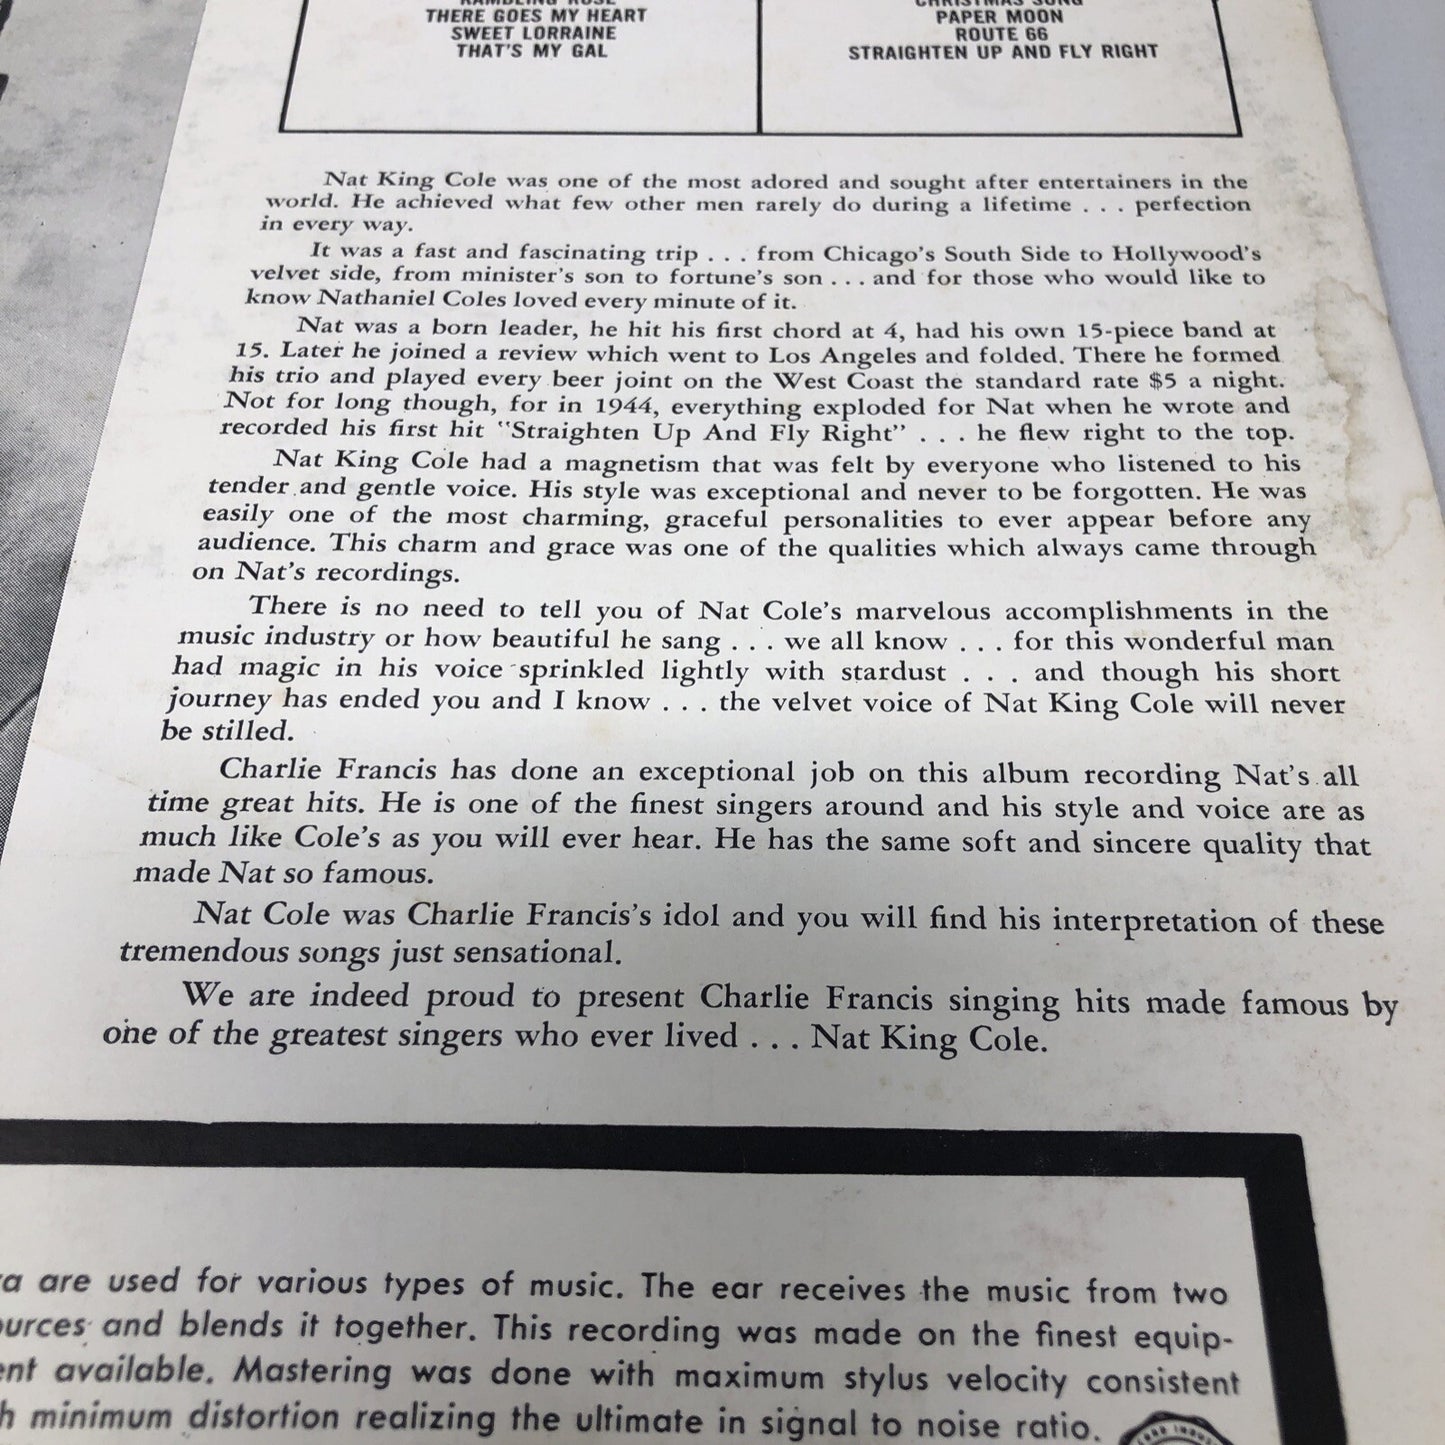 RAMBLING ROSE
THERE GOES MY HEART
SWEET LORRAINE
THAT'S MY GAL
CHRISTMAS SONG
PAPER MOON
ROUTE 66
STRAIGHTEN UP AND FLY RIGHT
Nat King Cole was one of the most adored and sought after entertainers in the
world. He achieved what few other men rarely do during a lifetime . . . perfection
in every way.
It was a fast and fascinating trip . . . from Chicago's South Side to Hollywood's
velvet side, from minister's son to fortune's son . . . and for those who would like to
know Nathaniel Coles loved every minute of it.
Nat was a born leader, he hit his first chord at 4, had his own 15-piece band at
15. Later he joined a review which went to Los Angeles and folded. There he formed
his trio and played every beer joint on the West Coast the standard rate $5 a night.
Not for long though, for in 1944, everything exploded for Nat when he wrote and
recorded his first hit "Straighten Up And Fly Right" . . . he flew right to the top.
Nat King Cole had a magnetism that was felt by everyone who listened to his
tender and gentle voice. His style was exceptional and never to be forgotten. He was
easily one of the most charming, graceful personalities to ever appear before any
audience. This charm and grace was one of the qualities which always came through
on Nat's recordings.
There is no need to tell you of Nat Cole's marvelous accomplishments in the
music industry or how beautiful he sang . . . we all know . . . for this wonderful man
had magic in his voice sprinkled lightly with stardust . . . and though his short
journey has ended you and I know . . . the velvet voice of Nat King Cole will never
be stilled.
Charlie Francis has done an exceptional job on this album recording Nat's all
time great hits. He is one of the finest singers around and his style and voice are as
much like Cole's as you will ever hear. He has the same soft and sincere quality that
made Nat so famous.
Nat Cole was Charlie Francis's idol and you will find his interpretation of these
tremendous songs just sensational.
We are indeed proud to present Charlie Francis singing hits made famous by
one of the greatest singers who ever lived . . . Nat King Cole.
ra are used for various types of music. The ear receives the music from two
ources and blends it together. This recording was made on the finest equip-
ent available. Mastering was done with maximum stylus velocity consistent
h minimum distortion realizing the ultimate in signal to noise ratio.